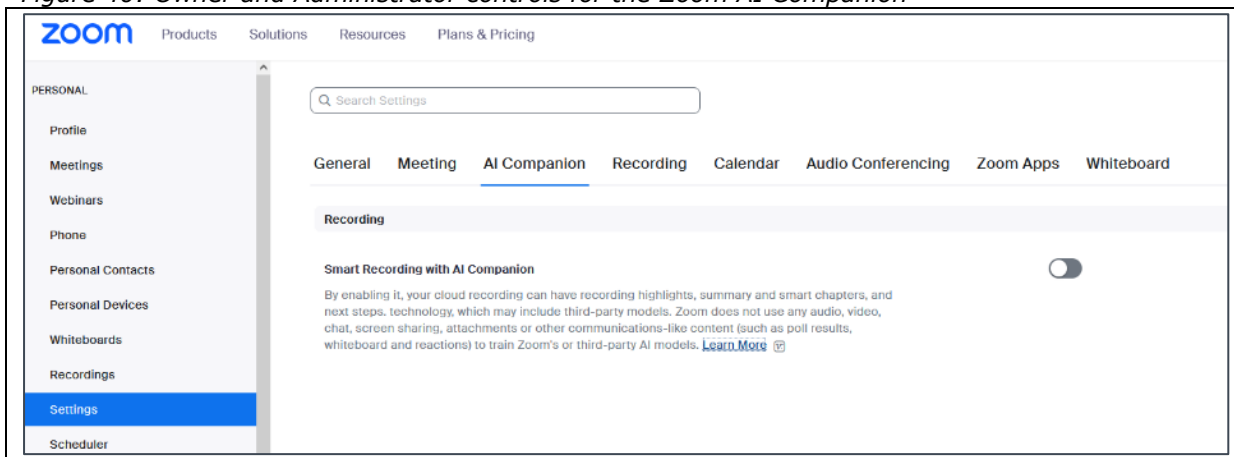 Figure 40: Owner and Administrator controls for the Zoom AI Companion
zoom Products Solutions Resources Plans & Pricing
PERSONAL
Profile
Meetings
Webinars
Phone
Personal Contacts
Personal Devices
Whiteboards
Recordings
Settings
Scheduler
Search Settings
General Meeting AI Companion Recording Calendar Audio Conferencing Zoom Apps Whiteboard
Recording
Smart Recording with AI Companion
By enabling it, your cloud recording can have recording highlights, summary and smart chapters, and
next steps. technology, which may include third-party models. Zoom does not use any audio, video,
chat, screen sharing, attachments or other communications-like content (such as poll results,
whiteboard and reactions) to train Zoom's or third-party AI models. Learn More